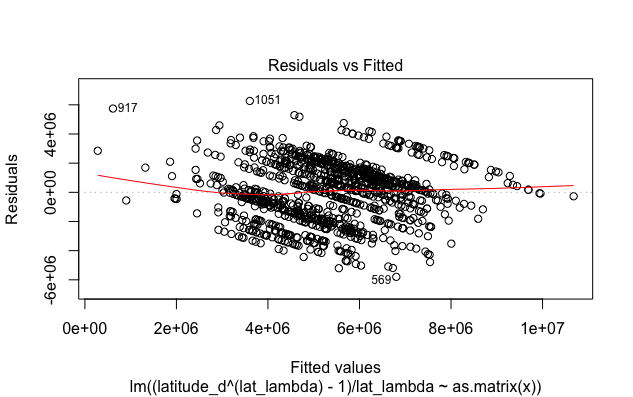 Residuals vs Fitted
Residuals
4e+06
0e+00
-6e+06
917
1051
569
0e+00 2e+06 4e+06 6e+06 8e+06 1e+07
Fitted values
lm((latitude_d^(lat_lambda) - 1)/lat_lambda ~ as.matrix(x))